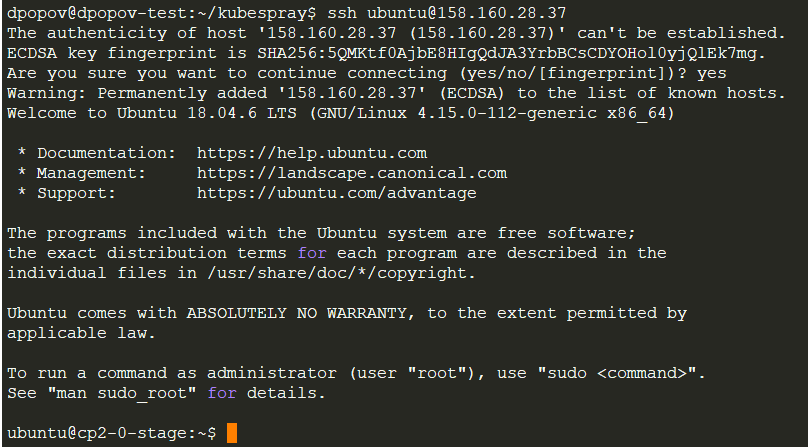 dpopov@dpopov-test:~/kubespray$ ssh ubuntu@158.160.28.37
The authenticity of host '158.160.28.37 (158.160.28.37)' can't be established.
ECDSA key fingerprint is SHA256:5QMKtf0AjbE8HIgQdJA3YrbBCsCDYOHol0yjQlEk7mg.
Are you sure you want to continue connecting (yes/no/[fingerprint])? yes
Warning: Permanently added '158.160.28.37' (ECDSA) to the list of known hosts.
Welcome to Ubuntu 18.04.6 LTS (GNU/Linux 4.15.0-112-generic x86_64)

 * Documentation:  https://help.ubuntu.com
 * Management:     https://landscape.canonical.com
 * Support:        https://ubuntu.com/advantage

The programs included with the Ubuntu system are free software;
the exact distribution terms for each program are described in the
individual files in /usr/share/doc/*/copyright.

Ubuntu comes with ABSOLUTELY NO WARRANTY, to the extent permitted by
applicable law.

To run a command as administrator (user "root"), use "sudo <command>".
See "man sudo_root" for details.

ubuntu@cp2-0-stage:~$